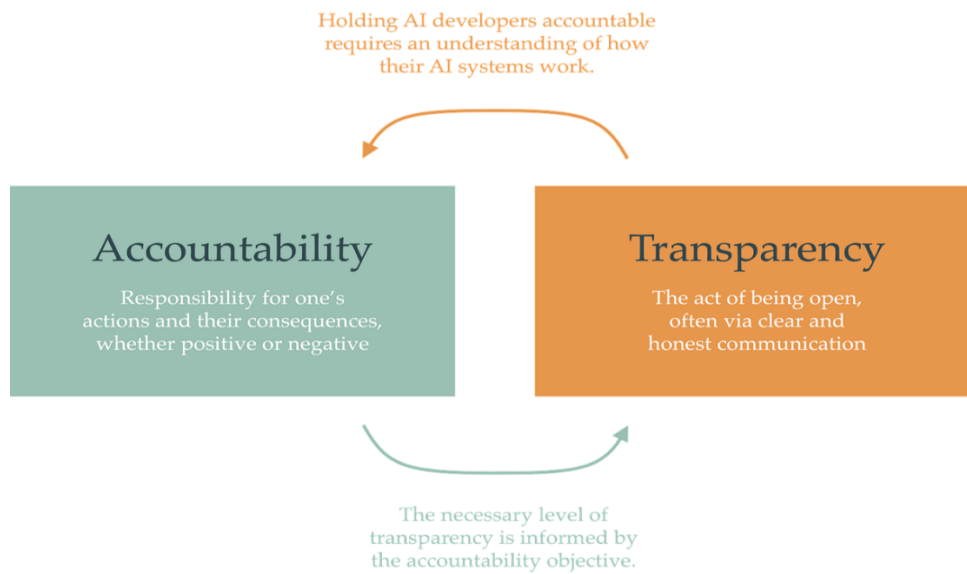 Holding AI developers accountable
requires an understanding of how
their AI systems work.
Accountability
Responsibility for one’s
actions and their consequences,
whether positive or negative
Transparency
The act of being open,
often via clear and
honest communication
The necessary level of
transparency is informed by
the accountability objective.